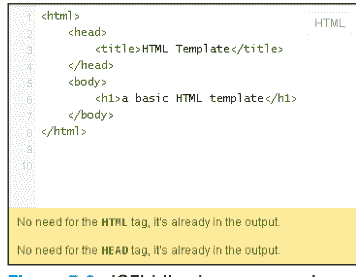 HTML
1 <html>
2 <head>
3 <title>HTML Template</title>
4 </head>
5 <body>
6 <h1>a basic HTML template</h1>
7 </body>
8 </html>
9
10
No need for the HTML tag, it's already in the output.
No need for the HEAD tag, it's already in the output.